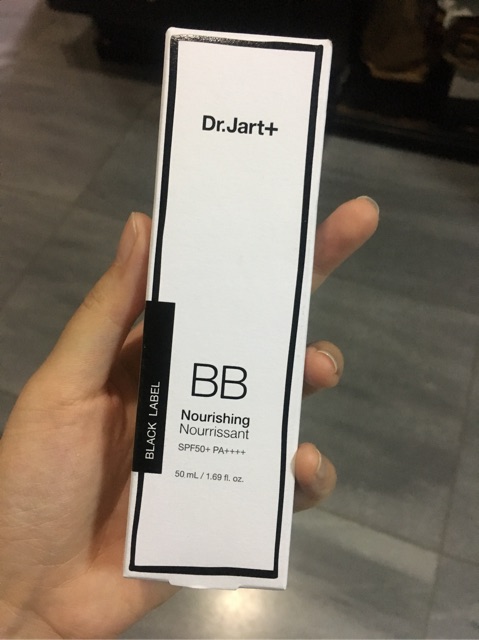 Dr.Jart+
BB
Nourishing
Nourrissant
SPF50+ PA++++
50 mL / 1.69 fl. oz.
BLACK LABEL